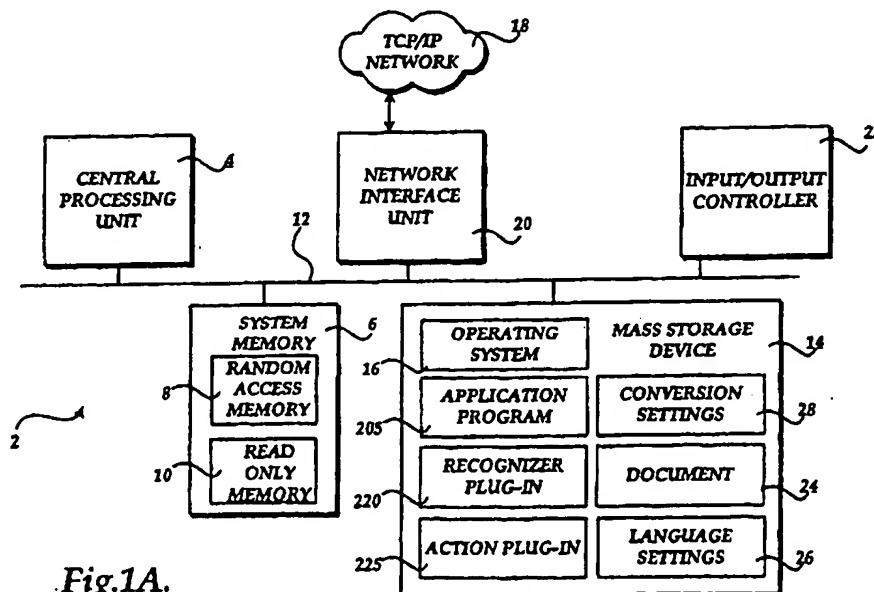 18
TCP/IP
NETWORK
4
CENTRAL
PROCESSING
UNIT
NETWORK
INTERFACE
UNIT
20
INPUT/OUTPUT
CONTROLLER
12
SYSTEM
MEMORY
6
8
RANDOM
ACCESS
MEMORY
10
READ
ONLY
MEMORY
2
OPERATING
SYSTEM
16
MASS STORAGE
DEVICE
14
APPLICATION
PROGRAM
205
CONVERSION
SETTINGS
28
RECOGNIZER
PLUG-IN
220
DOCUMENT
24
ACTION PLUG-IN
225
LANGUAGE
SETTINGS
26
Fig.1A.